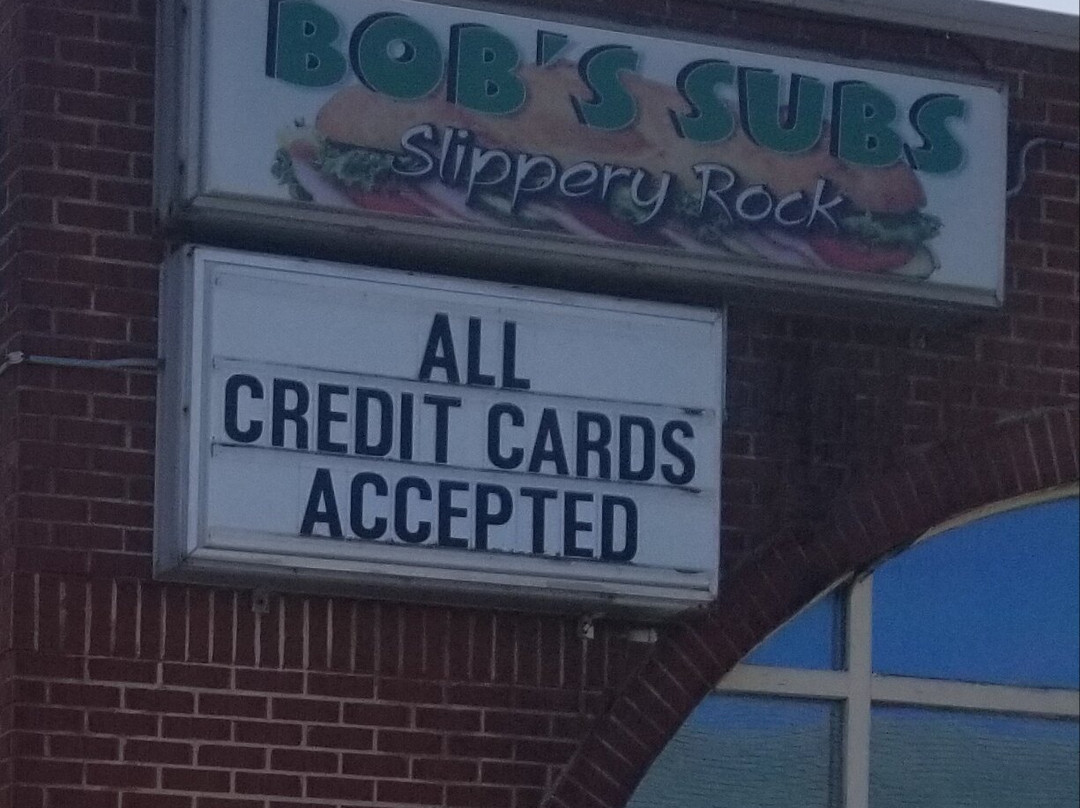 BOB'S SUBS
Slippery Rock
ALL
CREDIT CARDS
ACCEPTED